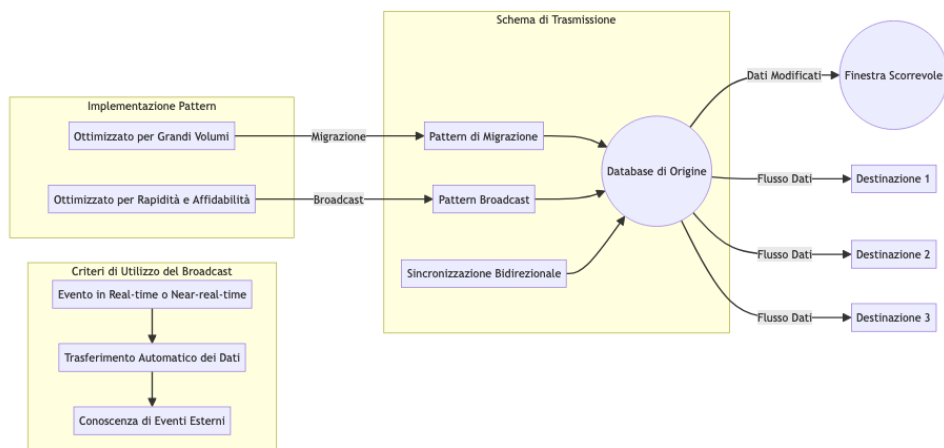 Schema di Trasmissione
Dati Modificati
Finestra Scorrevole
Implementazione Pattern
Ottimizzato per Grandi Volumi
Migrazione
Pattern di Migrazione
Database di Origine
Flusso Dati
Destinazione 1
Ottimizzato per Rapidità e Affidabilità
Broadcast
Pattern Broadcast
Flusso Dati
Destinazione 2
Sincronizzazione Bidirezionale
Flusso Dati
Destinazione 3
Criteri di Utilizzo del Broadcast
Evento in Real-time o Near-real-time
Trasferimento Automatico dei Dati
Conoscenza di Eventi Esterni